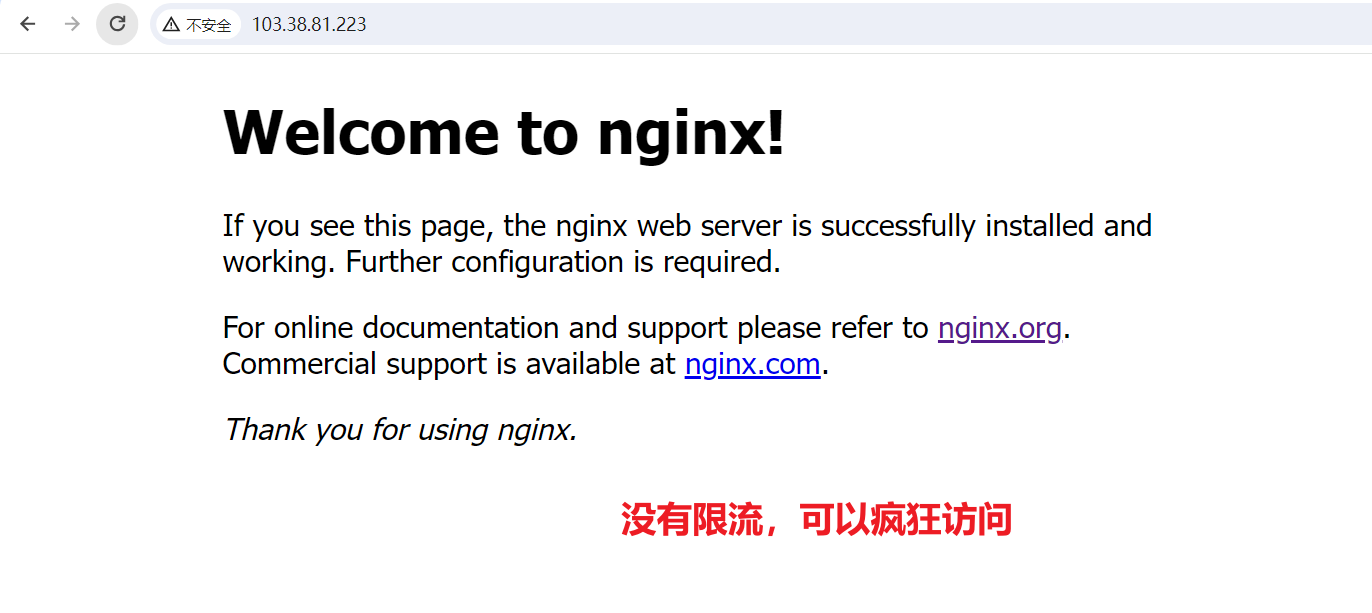 不安全 103.38.81.223
Welcome to nginx!
If you see this page, the nginx web server is successfully installed and
working. Further configuration is required.
For online documentation and support please refer to nginx.org.
Commercial support is available at nginx.com.
Thank you for using nginx.
没有限流，可以疯狂访问